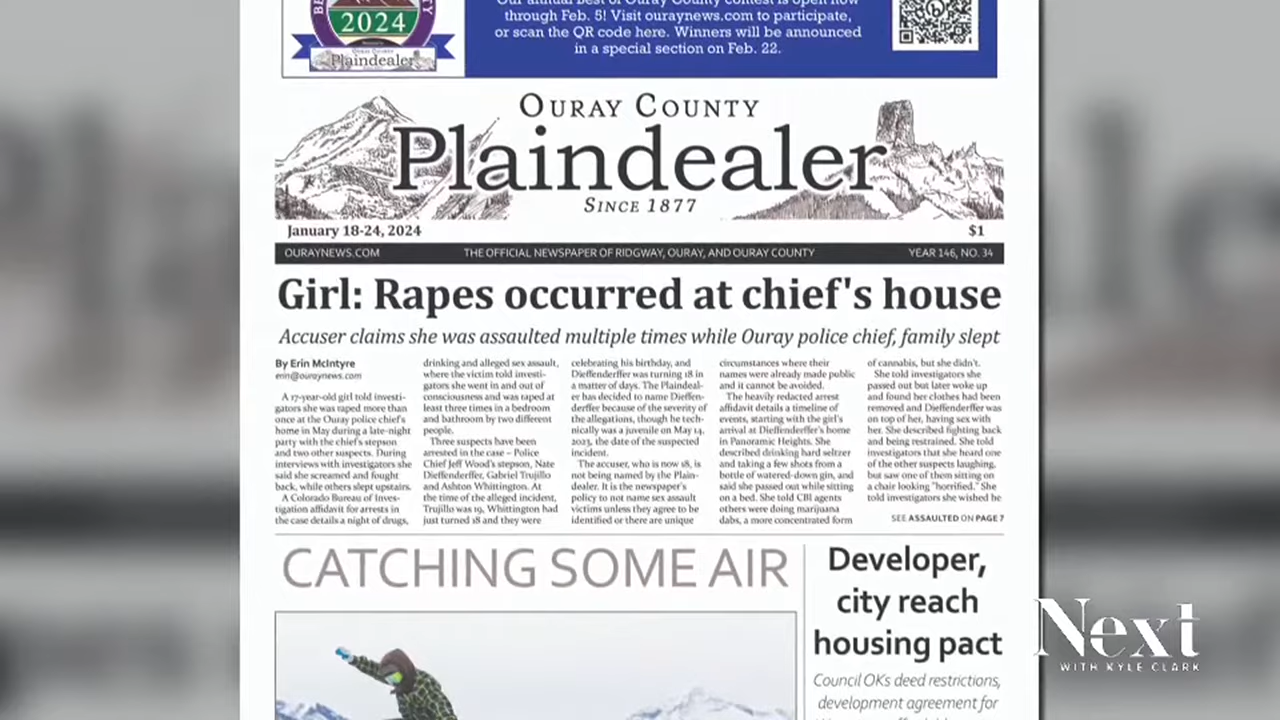 2024
Plaindealer
Our annual Best of Ouray County contest is open now
through Feb. 5! Visit ouraynews.com to participate,
or scan the QR code here. Winners will be announced
in a special section on Feb. 22.
OURAY COUNTY
Plaindealer
SINCE 1877
January 18-24, 2024
$1
OURAYNEWS.COM
THE OFFICIAL NEWSPAPER OF RIDGWAY, OURAY, AND OURAY COUNTY
YEAR 146, NO. 34
Girl: Rapes occurred at chief's house
Accuser claims she was assaulted multiple times while Ouray police chief, family slept
By Erin McIntyre
erin@ouraynews.com
A 17-year-old girl told investi-
gators she was raped more than
once at the Ouray police chief's
home in May during a late-night
party with the chief's stepson
and two other suspects. During
interviews with investigators she
said she screamed and fought
back, while others slept upstairs.
A Colorado Bureau of Inves-
tigation affidavit for arrests in
the case details a night of drugs,
drinking and alleged sex assault,
where the victim told investi-
gators she went in and out of
consciousness and was raped at
least three times in a bedroom
and bathroom by two different
people.
Three suspects have been
arrested in the case – Police
Chief Jeff Wood's stepson, Nate
Dieffenderffer, Gabriel Trujillo
and Ashton Whittington. At
the time of the alleged incident,
Trujillo was 19, Whittington had
just turned 18 and they were
celebrating his birthday, and
Dieffenderffer was turning 18 in
a matter of days. The Plaindeal-
er has decided to name Dieffen-
derffer because of the severity of
the allegations, though he tech-
nically was a juvenile on May 14,
2023, the date of the suspected
incident.
The accuser, who is now 18, is
not being named by the Plain-
dealer. It is the newspaper's
policy to not name sex assault
victims unless they agree to be
identified or there are unique
circumstances where their
names were already made public
and it cannot be avoided.
The heavily redacted arrest
affidavit details a timeline of
events, starting with the girl's
arrival at Dieffenderffer's home
in Panoramic Heights. She
described drinking hard seltzer
and taking a few shots from a
bottle of watered-down gin, and
said she passed out while sitting
on a bed. She told CBI agents
others were doing marijuana
dabs, a more concentrated form
of cannabis, but she didn't.
She told investigators she
passed out but later woke up
and found her clothes had been
removed and Dieffenderffer was
on top of her, having sex with
her. She described fighting back
and being restrained. She told
investigators that she heard one
of the other suspects laughing,
but saw one of them sitting on
a chair looking "horrified." She
told investigators she wished he
SEE ASSAULTED ON PAGE 7
CATCHING SOME AIR
Developer,
city reach
housing pact
Council OKs deed restrictions,
development agreement for
Next
WITH KYLE CLARK